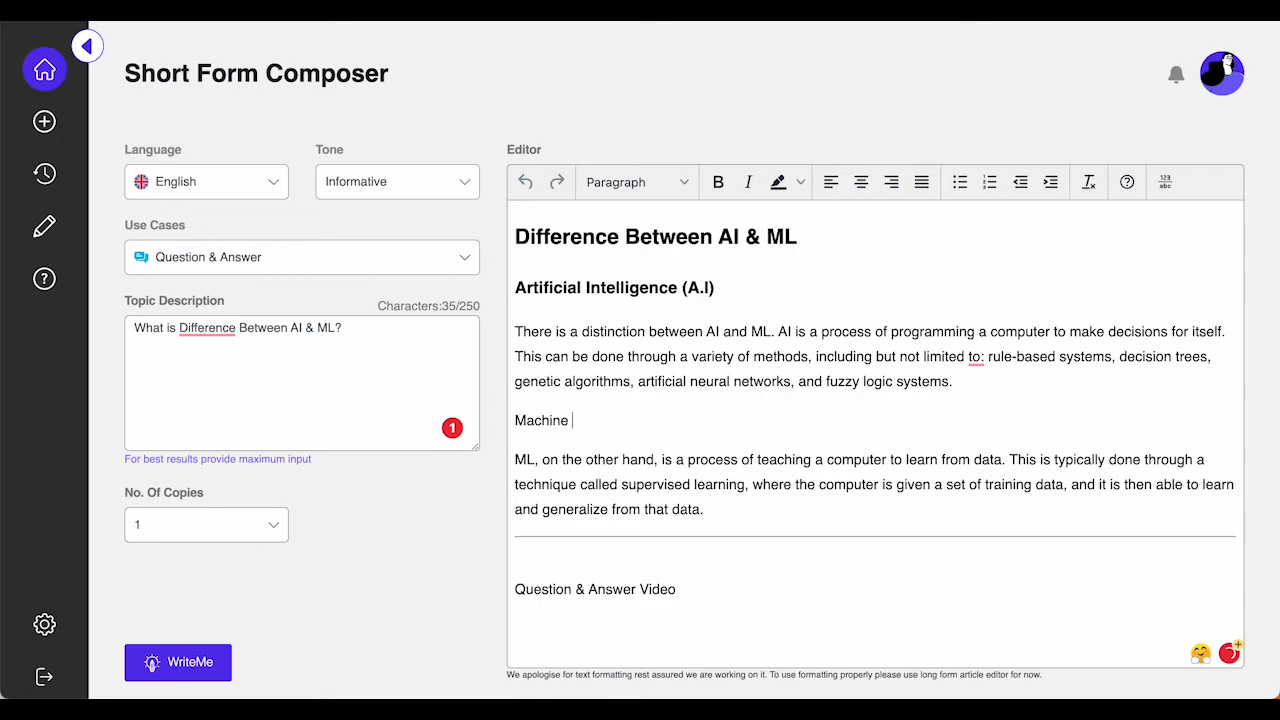 Short Form Composer
Language
Tone
English
Informative
Use Cases
Question & Answer
Topic Description
Characters:35/250
What is Difference Between AI & ML?
1
For best results provide maximum input
No. Of Copies
1
WriteMe
Editor
Paragraph
B I
123
abc
Difference Between AI & ML
Artificial Intelligence (A.I)
There is a distinction between AI and ML. AI is a process of programming a computer to make decisions for itself.
This can be done through a variety of methods, including but not limited to: rule-based systems, decision trees,
genetic algorithms, artificial neural networks, and fuzzy logic systems.
Machine
ML, on the other hand, is a process of teaching a computer to learn from data. This is typically done through a
technique called supervised learning, where the computer is given a set of training data, and it is then able to learn
and generalize from that data.
Question & Answer Video
We apologise for text formatting rest assured we are working on it. To use formatting properly please use long form article editor for now.